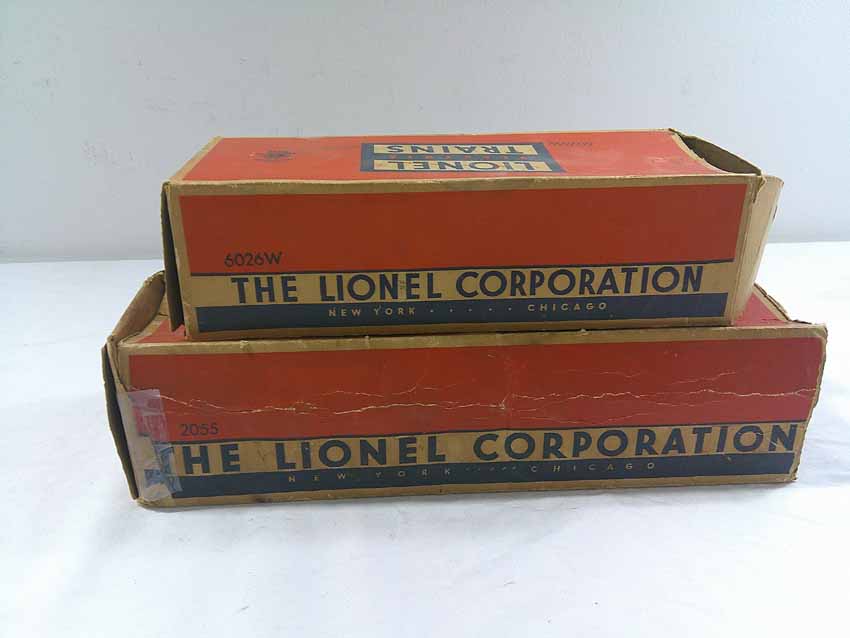 LIONEL
TRAINS
6026W
THE LIONEL CORPORATION
NEW YORK ..... CHICAGO
2055
THE LIONEL CORPORATION
NEW YORK ..... CHICAGO